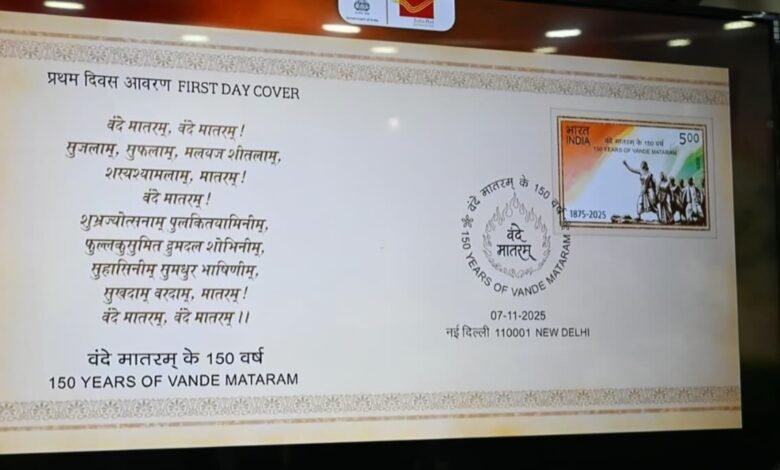 प्रथम दिवस आवरण FIRST DAY COVER
वंदे मातरम्, वंदे मातरम् !
सुजलाम्, सुफलाम्, मलयज शीतलाम्,
शस्यश्यामलाम्, मातरम् !
वंदे मातरम् !
शुभ्रज्योत्सनाम् पुलकितयामिनीम्,
फुल्लकुसुमित द्रुमदल शोभिनीम्,
सुहासिनीम् सुमधुर भाषिणीम्,
सुखदाम् वरदाम्, मातरम् !
वंदे मातरम्, वंदे मातरम् ।।
वंदे मातरम् के 150 वर्ष
150 YEARS OF VANDE MATARAM
भारत
INDIA
वंदे मातरम् के 150 वर्ष
150 YEARS OF VANDE MATARAM
5.00
1875-2025
वंदे मातरम् के 150 वर्ष
वंदे
मातरम्
150 YEARS OF VANDE MATARAM
07-11-2025
नई दिल्ली 110001 NEW DELHI